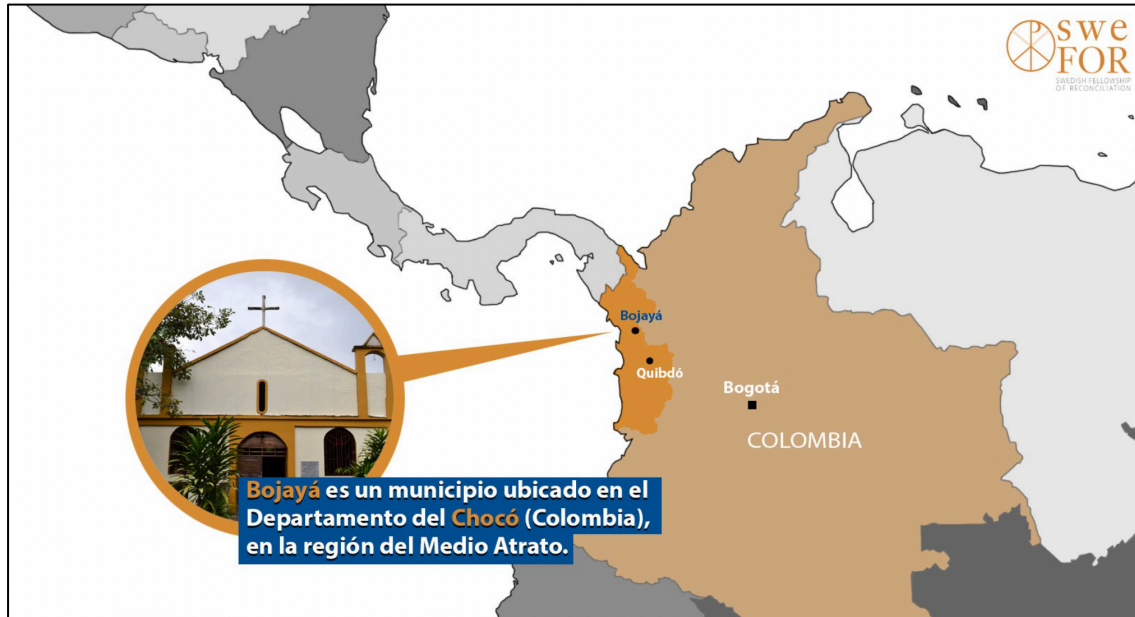 swe
FOR
SWEDISH FELLOWSHIP
OF RECONCILIATION
Bojayá
Quibdó
Bogotá
COLOMBIA
Bojayá es un municipio ubicado en el
Departamento del Chocó (Colombia),
en la región del Medio Atrato.